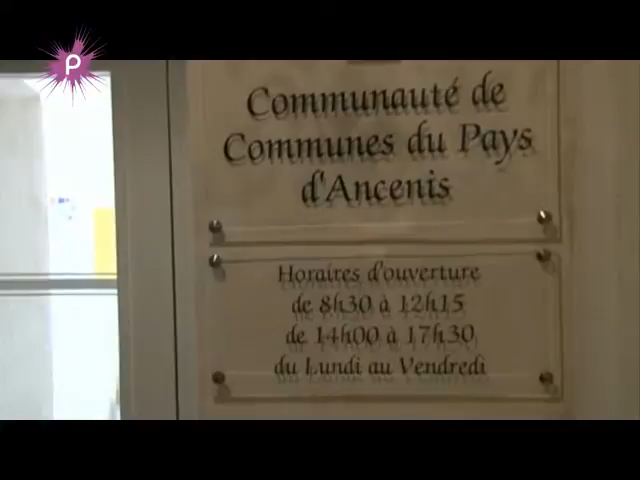 P
Communauté de
Communes du Pays
d'Ancenis
Horaires d'ouverture
de 8h30 à 12h15
de 14h00 à 17h30
du Lundi au Vendredi